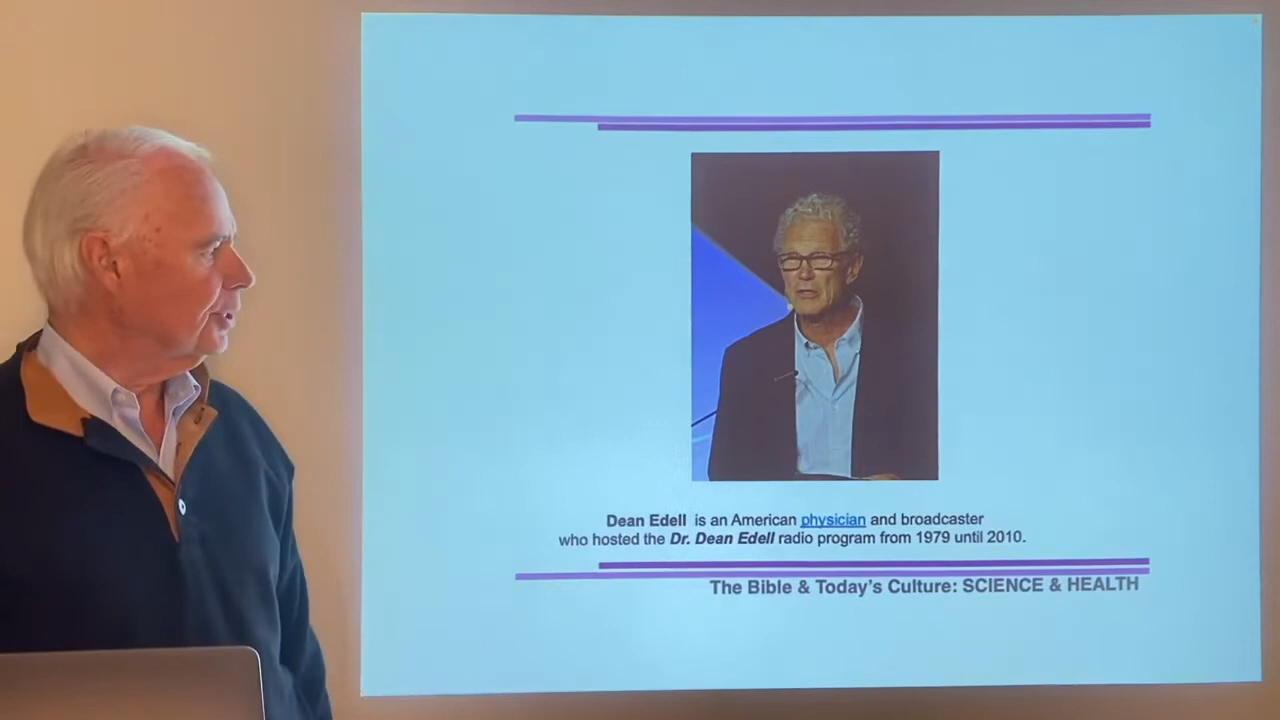 Dean Edell is an American physician and broadcaster
who hosted the Dr. Dean Edell radio program from 1979 until 2010.
The Bible & Today's Culture: SCIENCE & HEALTH